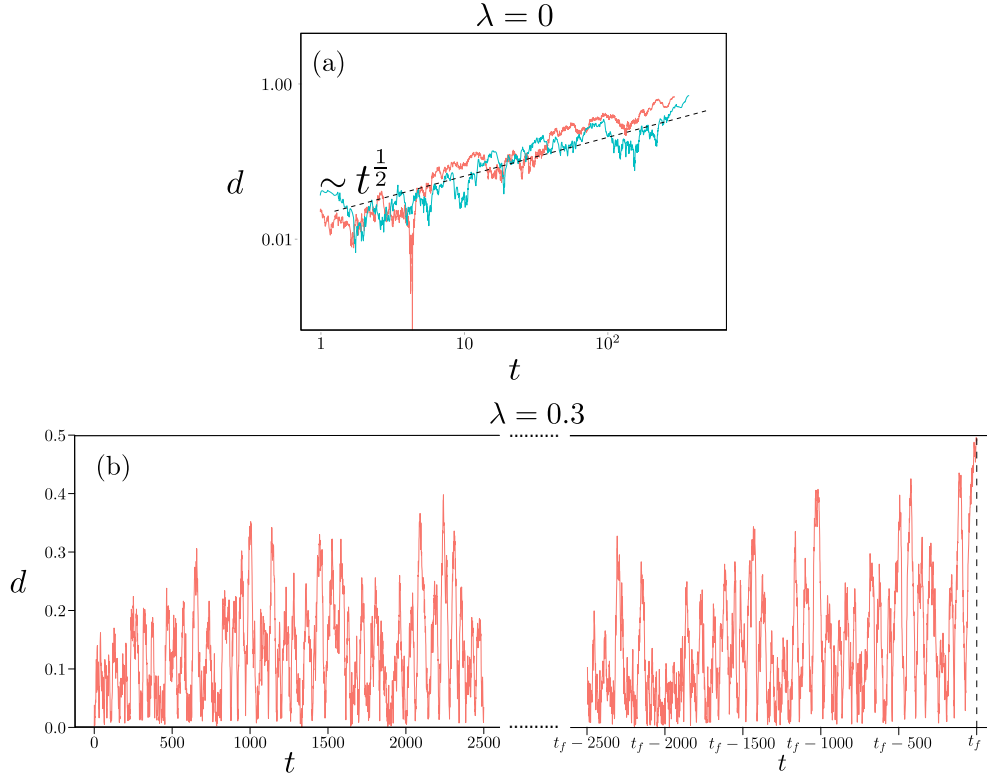 λ = 0
(a)
1.00
∼ t^{1/2}
d
0.01
1 10 10²
t
λ = 0.3
0.5
(b)
0.4
0.3
d
0.2
0.1
0.0
0 500 1000 1500 2000 2500 t_f − 2500 t_f − 2000 t_f − 1500 t_f − 1000 t_f − 500 t_f
t t